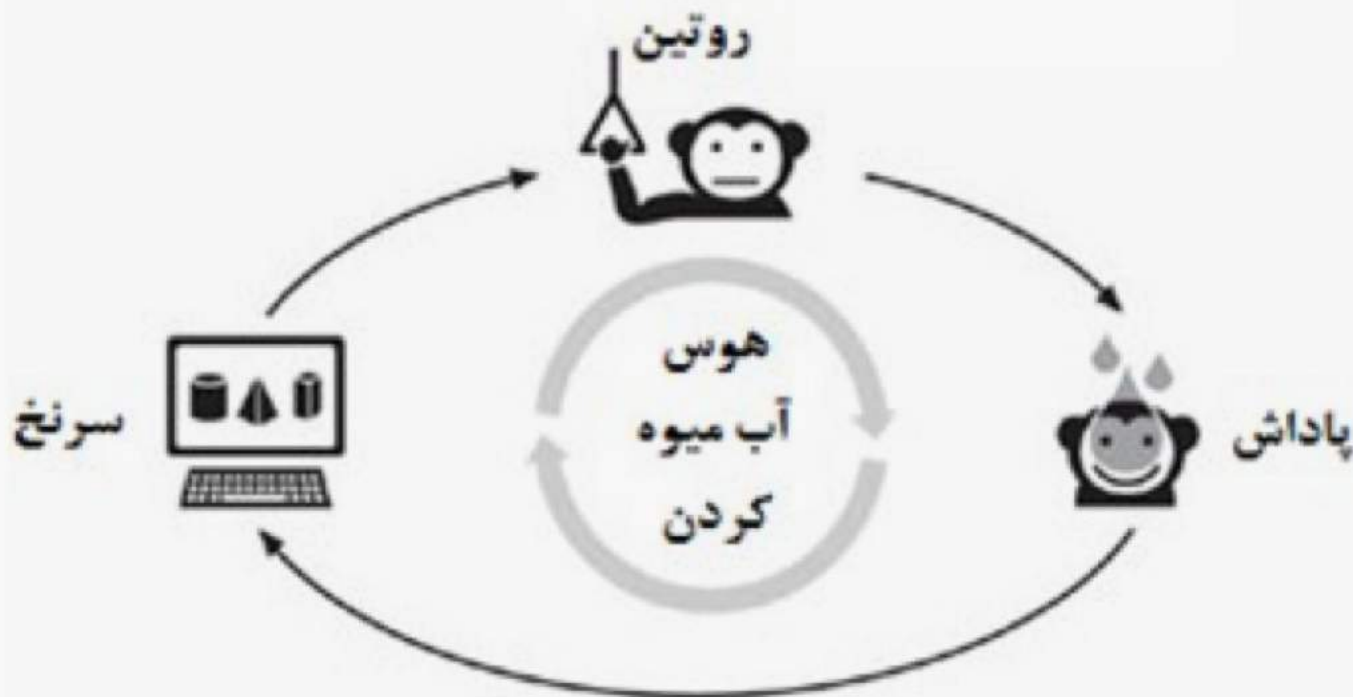 روتین
هوس
آب میوه
کردن
پاداش
سرنخ